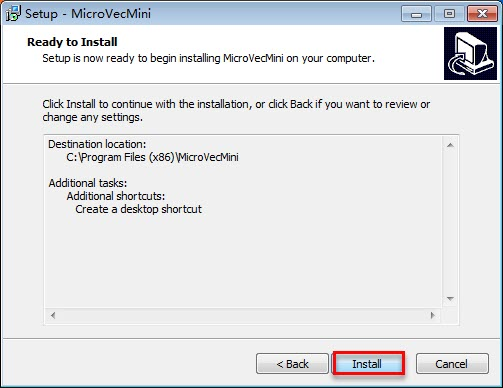 Setup - MicroVecMini
Ready to Install
Setup is now ready to begin installing MicroVecMini on your computer.
Click Install to continue with the installation, or click Back if you want to review or
change any settings.
Destination location:
C:\Program Files (x86)\MicroVecMini
Additional tasks:
Additional shortcuts:
Create a desktop shortcut
< Back
Install
Cancel